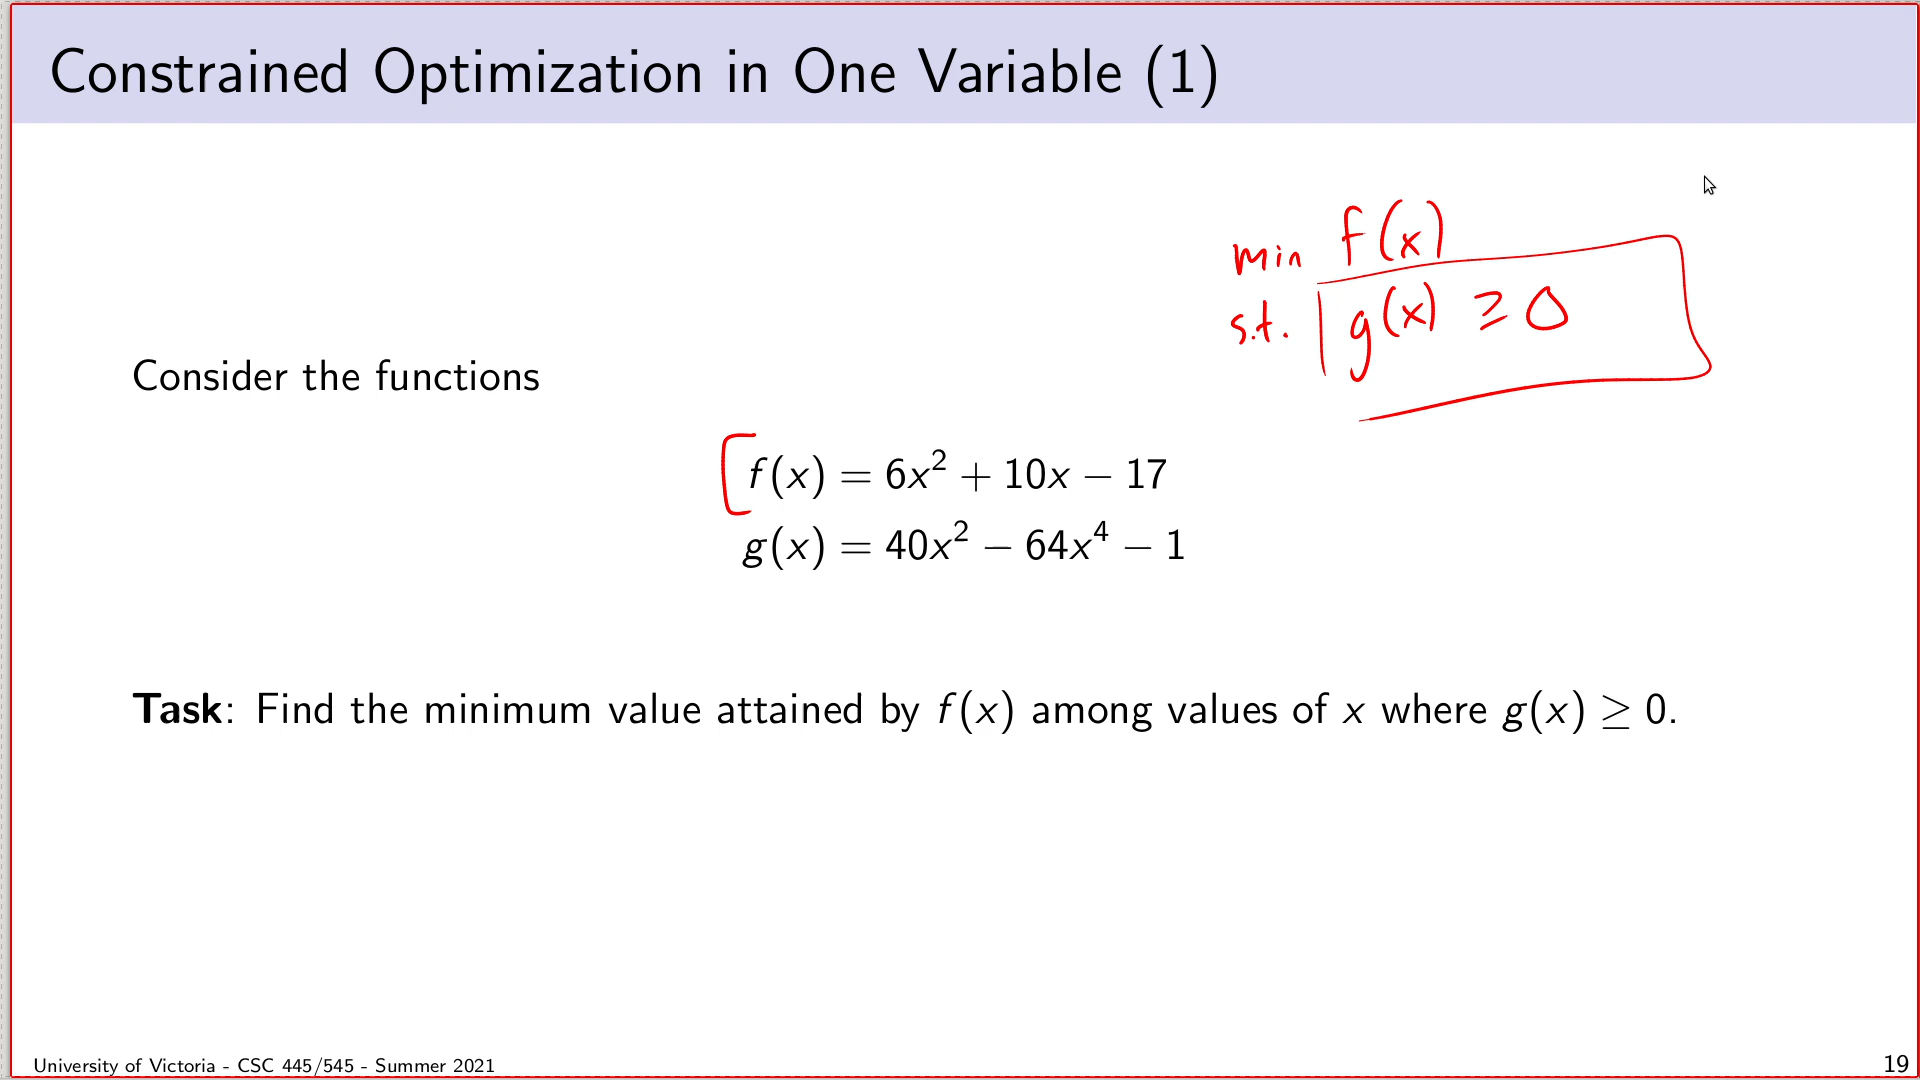 Constrained Optimization in One Variable (1)
min f(x)
s.t. g(x) ≥ 0
Consider the functions
f(x) = 6x² + 10x − 17
g(x) = 40x² − 64x⁴ − 1
Task: Find the minimum value attained by f(x) among values of x where g(x) ≥ 0.
University of Victoria - CSC 445/545 - Summer 2021
19